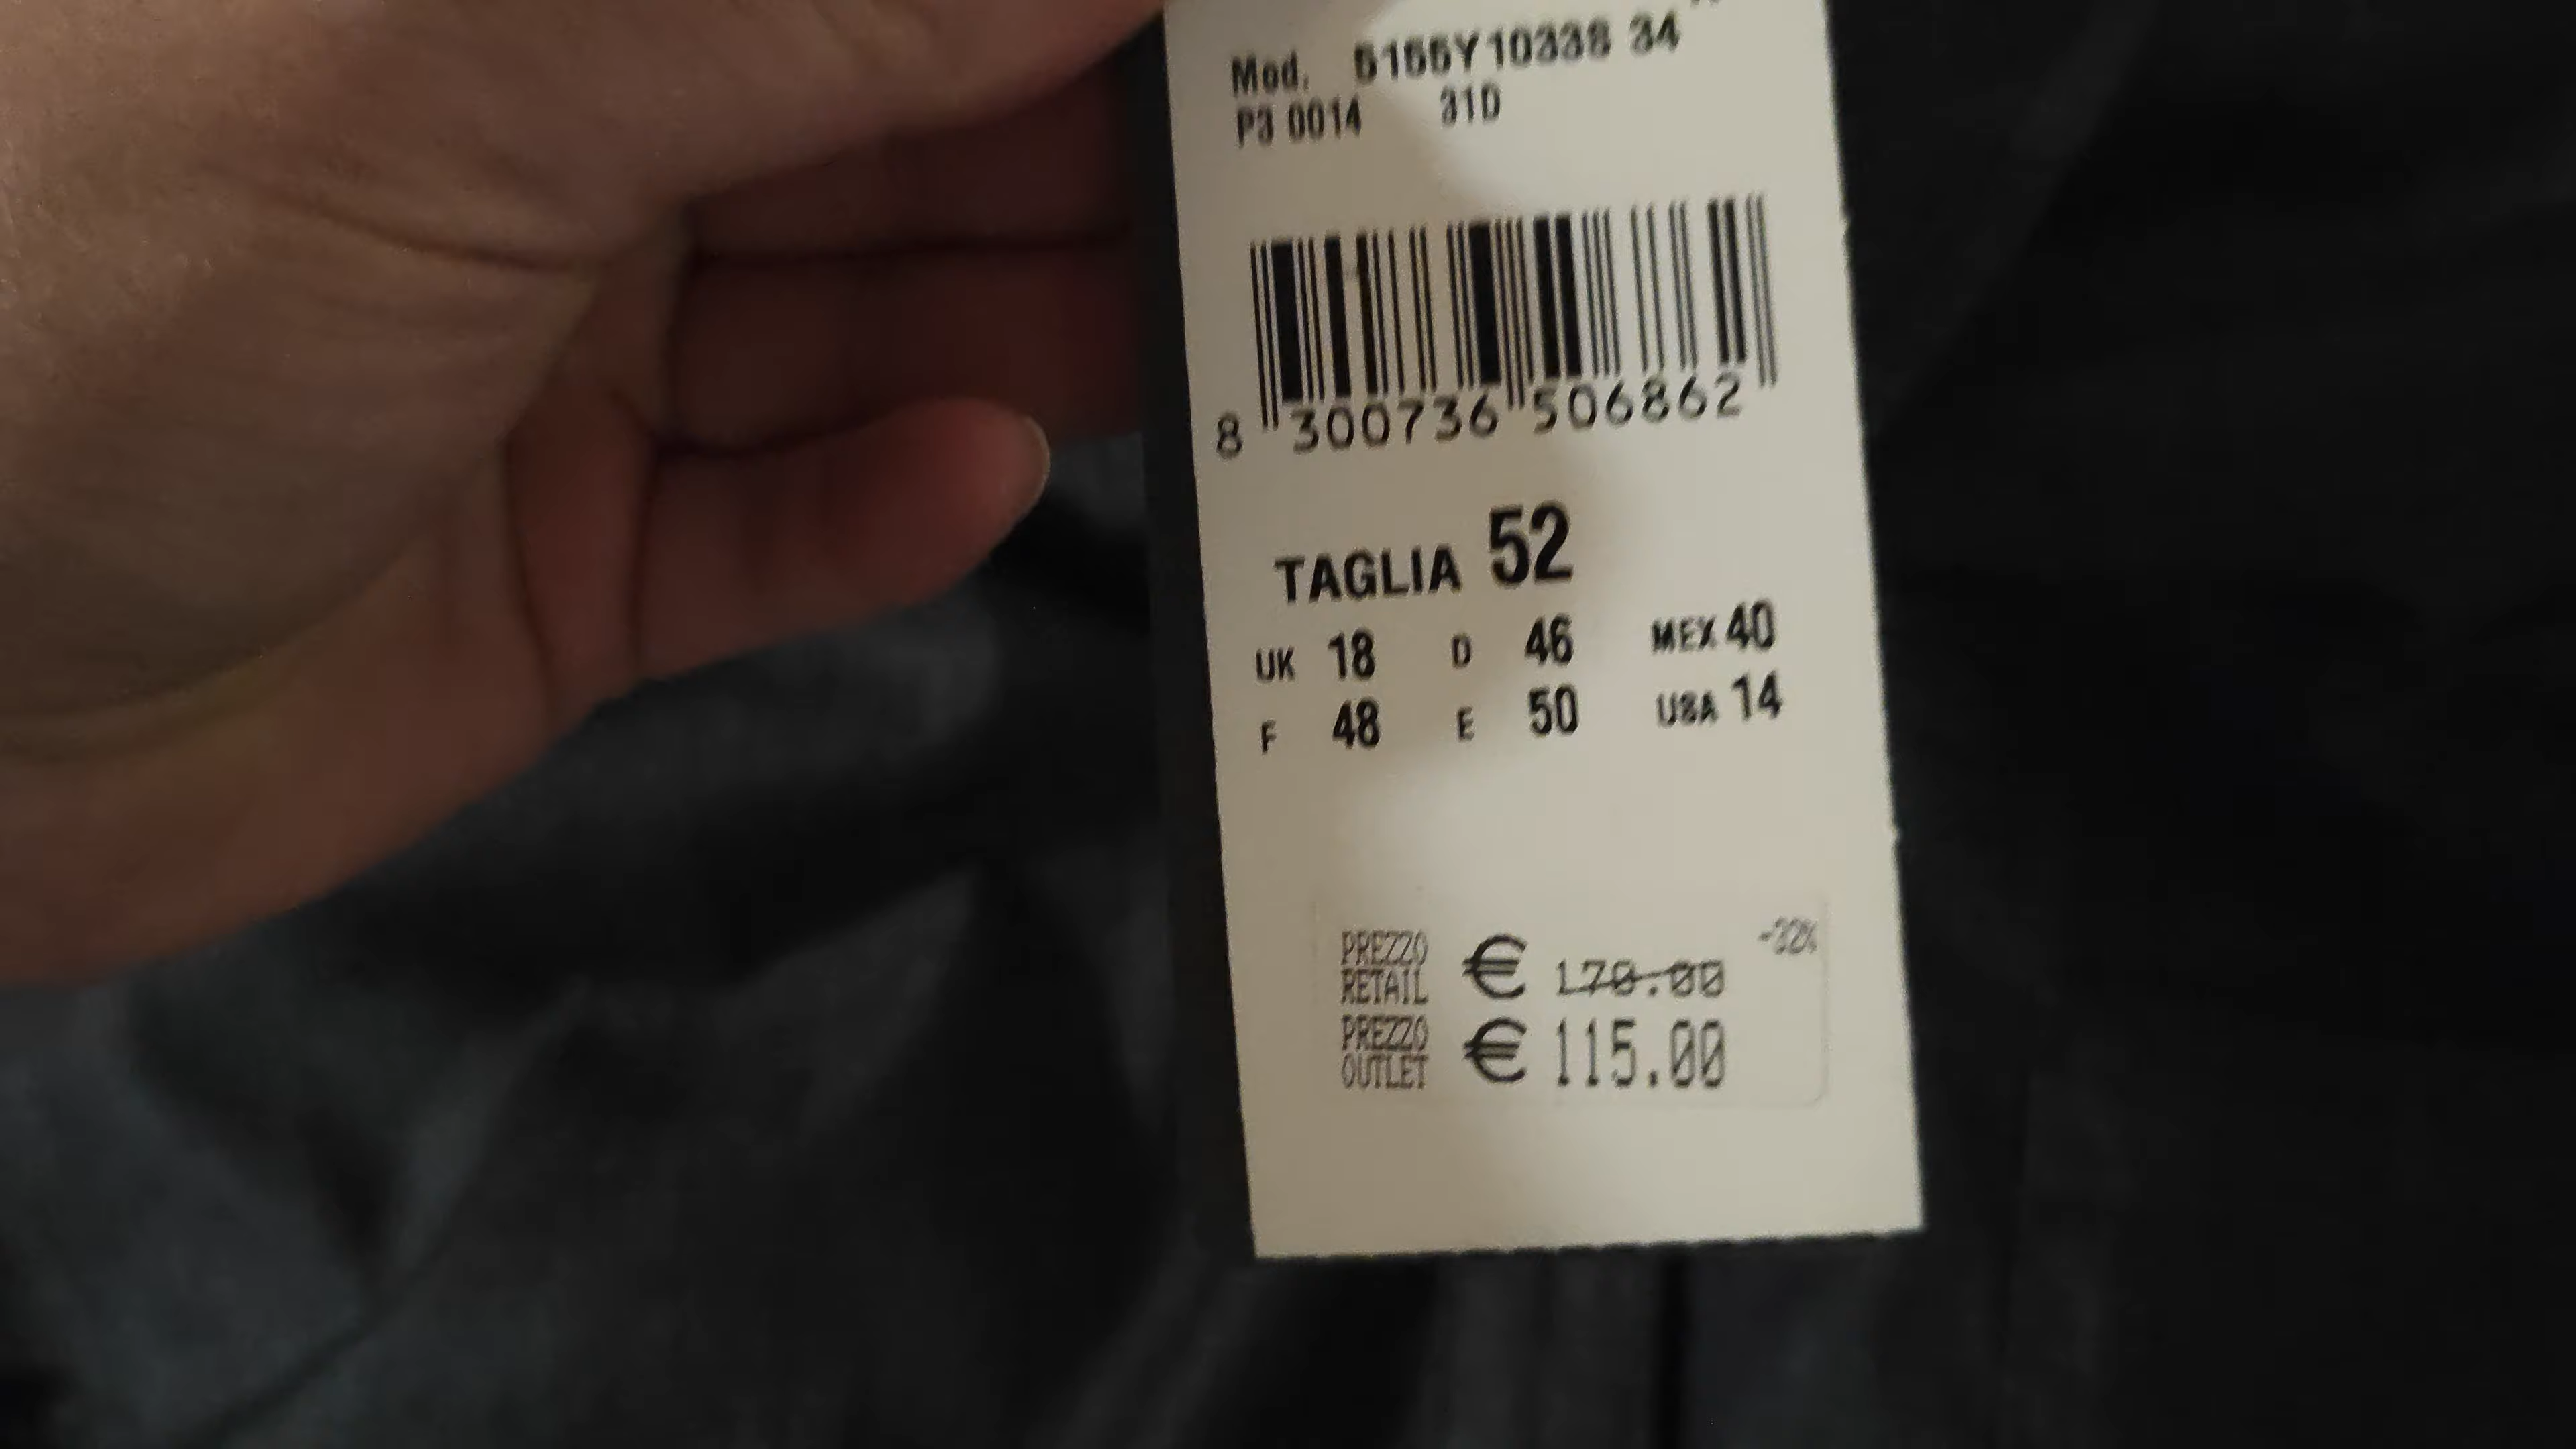 Mod. 5155Y10338 34
P3 0014 31D
8 300736 506862
TAGLIA 52
UK 18 D 46 MEX 40
F 48 E 50 USA 14
PREZZO RETAIL € 170.00 -32%
PREZZO OUTLET € 115.00